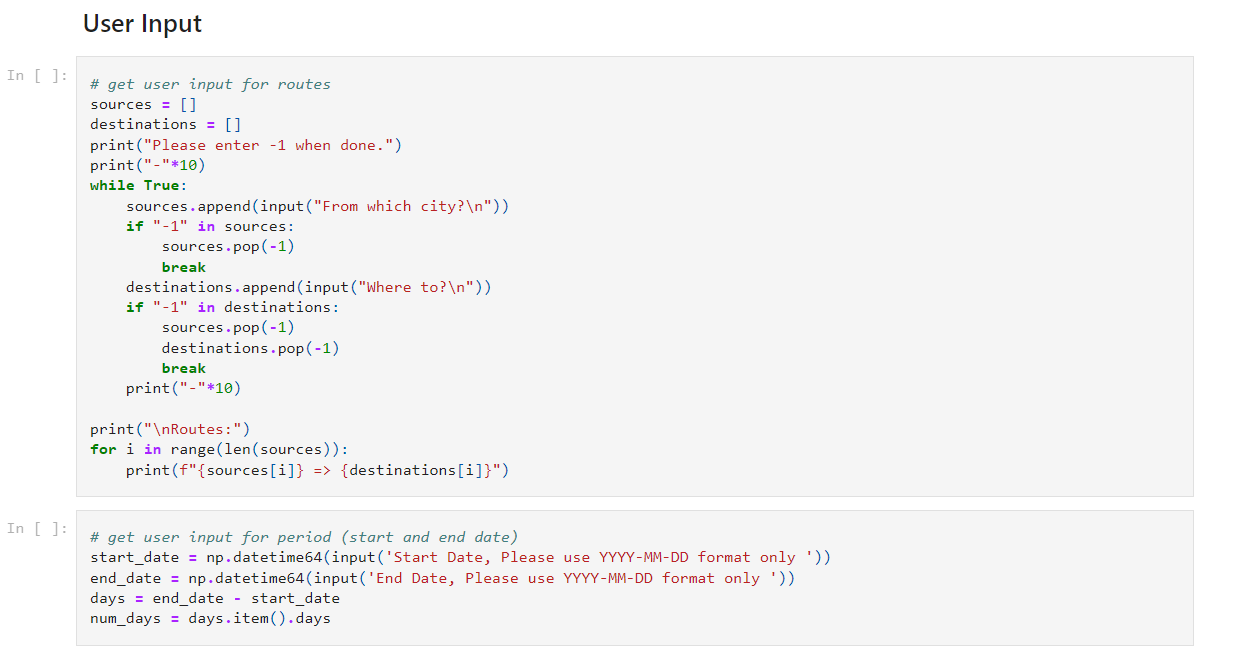 User Input
In [ ]:
# get user input for routes
sources = []
destinations = []
print("Please enter -1 when done.")
print("-"*10)
while True:
    sources.append(input("From which city?\n"))
    if "-1" in sources:
        sources.pop(-1)
        break
    destinations.append(input("Where to?\n"))
    if "-1" in destinations:
        sources.pop(-1)
        destinations.pop(-1)
        break
    print("-"*10)

print("\nRoutes:")
for i in range(len(sources)):
    print(f"{sources[i]} => {destinations[i]}")
In [ ]:
# get user input for period (start and end date)
start_date = np.datetime64(input('Start Date, Please use YYYY-MM-DD format only '))
end_date = np.datetime64(input('End Date, Please use YYYY-MM-DD format only '))
days = end_date - start_date
num_days = days.item().days